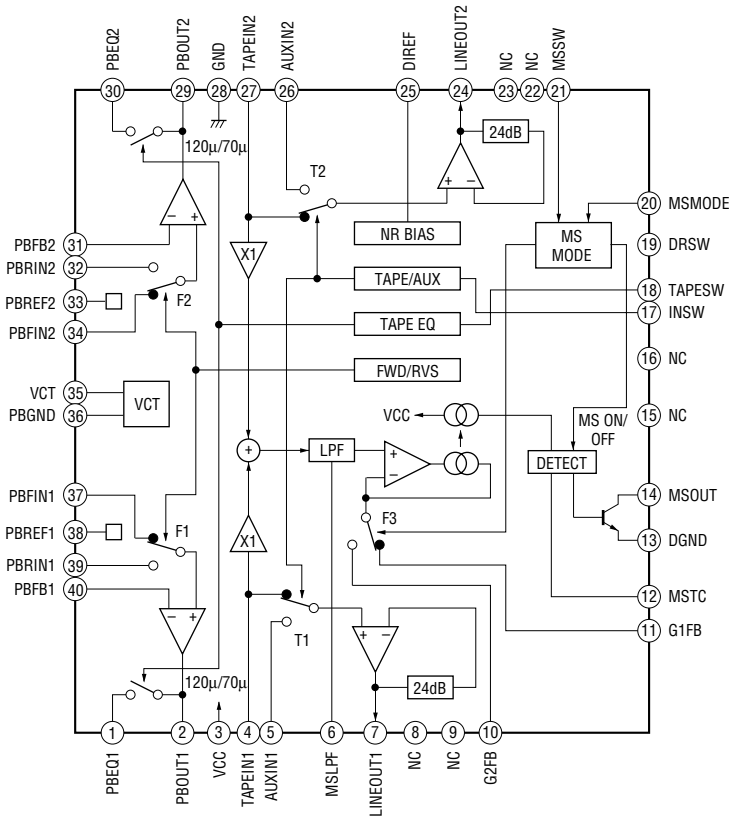 PBEQ2
PBOUT2
GND
TAPEIN2
AUXIN2
DIREF
LINEOUT2
NC
NC
MSSW
30
29
28
27
26
25
24
23
22
21
120µ/70µ
24dB
T2
+ −
− +
20 MSMODE
31 PBFB2
NR BIAS
MS
MODE
19 DRSW
32 PBRIN2
X1
TAPE/AUX
18 TAPESW
33 PBREF2
F2
17 INSW
34 PBFIN2
TAPE EQ
16 NC
FWD/RVS
35 VCT
36 PBGND
VCT
VCC
MS ON/
OFF
15 NC
+
LPF
+
−
DETECT
37 PBFIN1
14 MSOUT
38 PBREF1
F1
X1
F3
13 DGND
39 PBRIN1
40 PBFB1
12 MSTC
− +
T1
+ −
11 G1FB
120µ/70µ
24dB
1
2
3
4
5
6
7
8
9
10
PBEQ1
PBOUT1
VCC
TAPEIN1
AUXIN1
MSLPF
LINEOUT1
NC
NC
G2FB